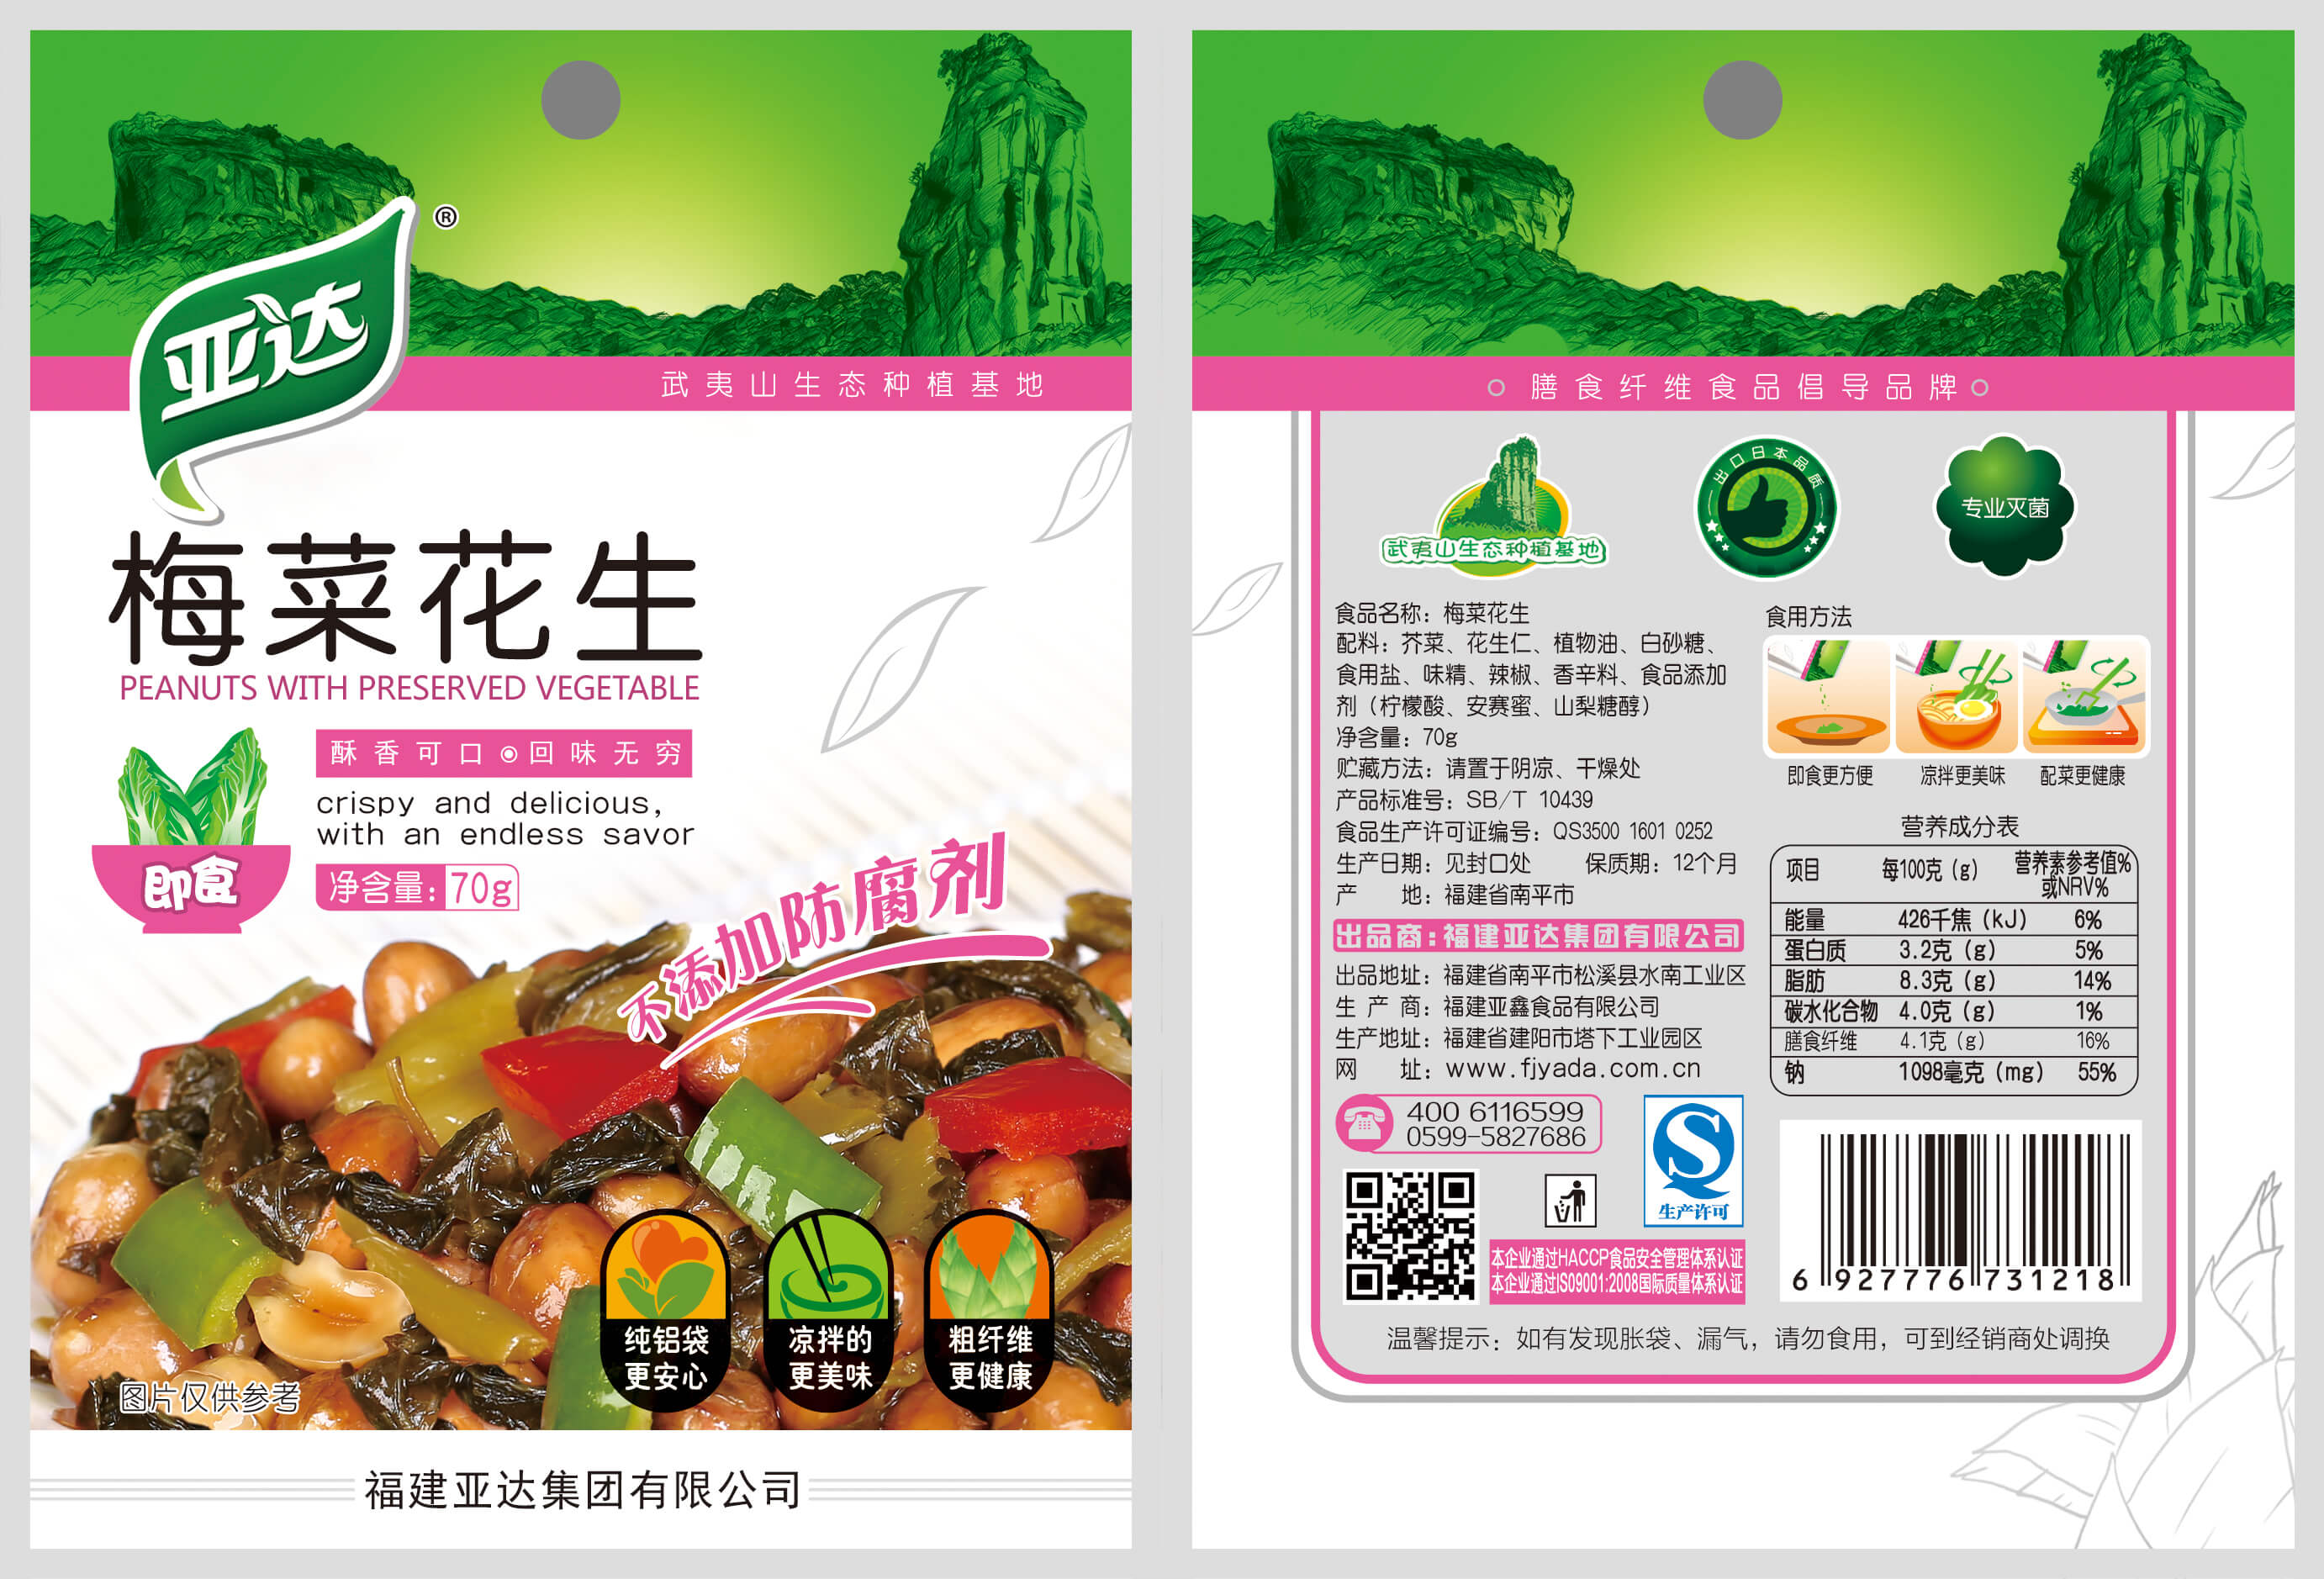 亚达
®
武夷山生态种植基地
梅菜花生
PEANUTS WITH PRESERVED VEGETABLE
酥香可口◉回味无穷
crispy and delicious,
with an endless savor
即食
净含量：70g
不添加防腐剂
纯铝袋
更安心
凉拌的
更美味
粗纤维
更健康
图片仅供参考
福建亚达集团有限公司
膳食纤维食品倡导品牌
武夷山生态种植基地
出口日本品质
专业灭菌
食品名称：梅菜花生
配料：芥菜、花生仁、植物油、白砂糖、
食用盐、味精、辣椒、香辛料、食品添加
剂（柠檬酸、安赛蜜、山梨糖醇）
净含量：70g
贮藏方法：请置于阴凉、干燥处
产品标准号：SB/T 10439
食品生产许可证编号：QS3500 1601 0252
生产日期：见封口处 保质期：12个月
产 地：福建省南平市
出品商：福建亚达集团有限公司
出品地址：福建省南平市松溪县水南工业区
生产商：福建亚鑫食品有限公司
生产地址：福建省建阳市塔下工业园区
网 址：www.fjyada.com.cn
400 6116599
0599-5827686
生产许可
本企业通过HACCP食品安全管理体系认证
本企业通过IS09001:2008国际质量体系认证
食用方法
即食更方便 凉拌更美味 配菜更健康
营养成分表
项目 每100克（g） 营养素参考值%
或NRV%
能量 426千焦（kJ） 6%
蛋白质 3.2克（g） 5%
脂肪 8.3克（g） 14%
碳水化合物 4.0克（g） 1%
膳食纤维 4.1克（g） 16%
钠 1098毫克（mg） 55%
6 927776 731218
温馨提示：如有发现胀袋、漏气，请勿食用，可到经销商处调换